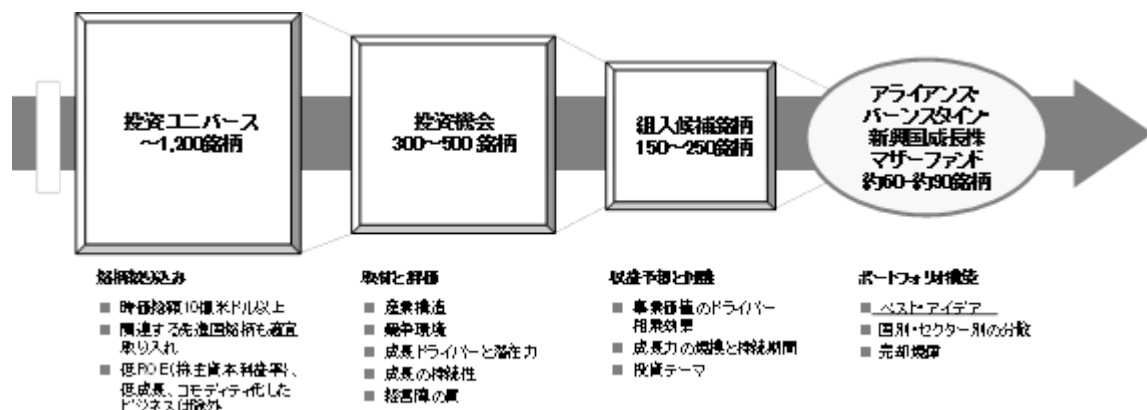 投資ユニバース
~1,200銘柄
投資機会
300~500 銘柄
組入候補銘柄
150~250銘柄
アライアンス・
バーンスタイン・
新興国成長株
マザーファンド
約60-約90銘柄
銘柄絞り込み
■ 時価総額10億米ドル以上
■ 関連する先進国銘柄も適宜
取り入れ
■ 低ROE(株主資本利益率)、
低成長、コモディティ化した
ビジネスは除外
取材と評価
■ 産業構造
■ 競争環境
■ 成長ドライバーと潜在力
■ 成長の持続性
■ 経営陣の質
収益予想と
■ 事業価値のドライバー
相乗効果
■ 成長力の規模と持続期間
■ 投資テーマ
ポートフォリオ構築
■ ベスト・アイデア
■ 国別・セクター別の分散
■ 売却規律